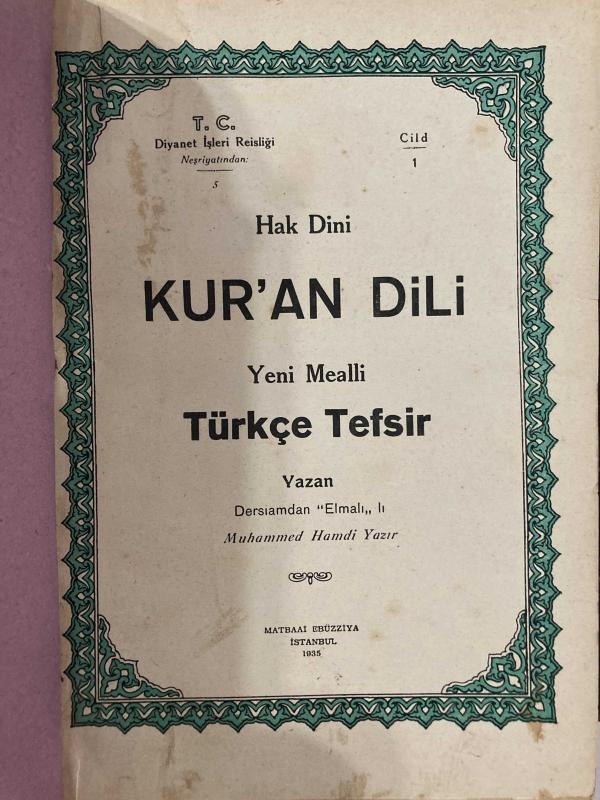 T. C.
Diyanet İşleri Reisliği
Neşriyatından:
5
Cild
1
Hak Dini
KUR'AN DiLi
Yeni Mealli
Türkçe Tefsir
Yazan
Dersıamdan “Elmalı„ lı
Muhammed Hamdi Yazır
MATBAAİ EBÜZZİYA
İSTANBUL
1935